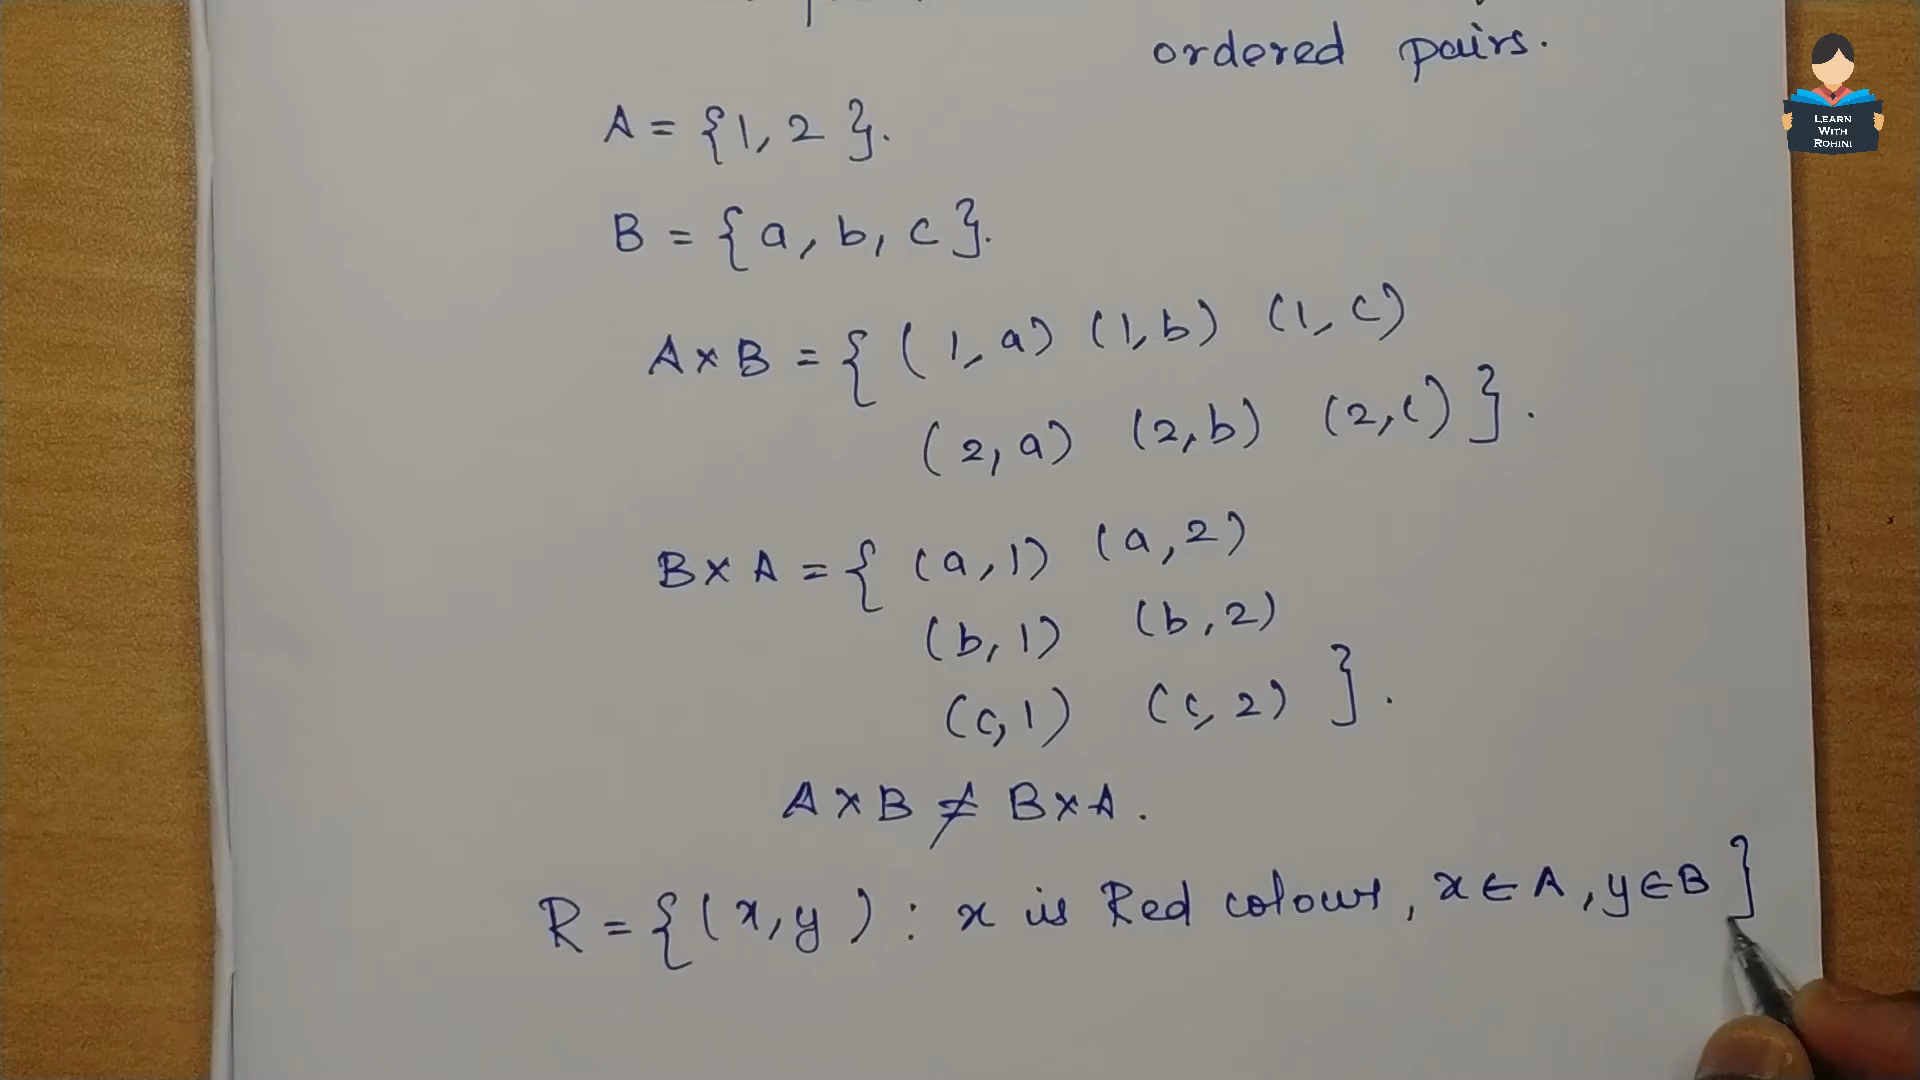 ordered pairs.
A = {1, 2}.
B = {a, b, c}.
A × B = { (1, a) (1, b) (1, c)
(2, a) (2, b) (2, c) }.
B × A = { (a, 1) (a, 2)
(b, 1) (b, 2)
(c, 1) (c, 2) }.
A × B ≠ B × A.
R = {(x, y) : x is Red colour, x ∈ A, y ∈ B }
LEARN
WITH
ROHINI